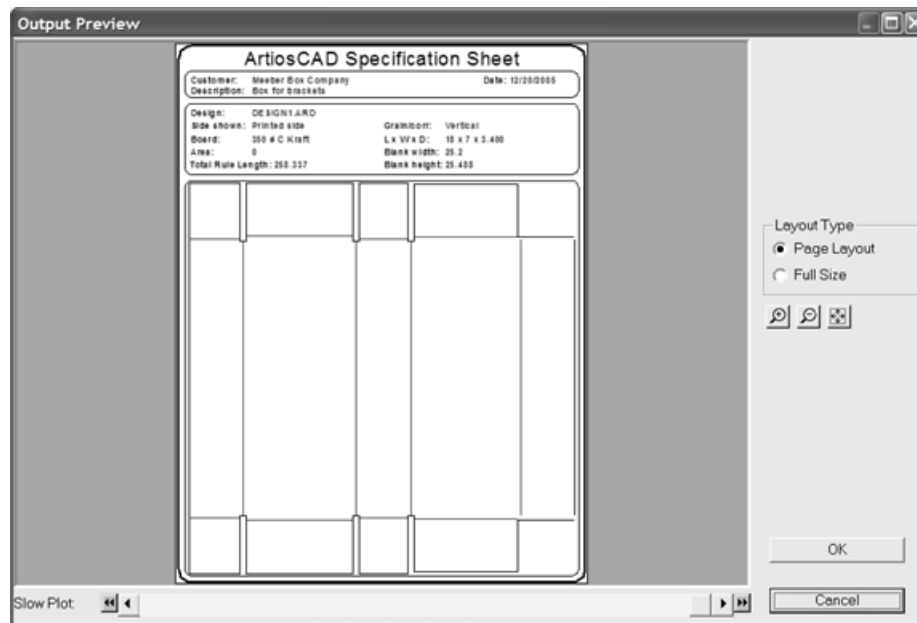 Output Preview
ArtiosCAD Specification Sheet
Customer: Meeber Box Company Date: 12/20/2005
Description: Box for brackets
Design: DESIGN1.ARD
Side shown: Printed side Grain/corr: Vertical
Board: 350 # C Kraft L x W x D: 18 x 7 x 3.400
Area: 0 Blank width: 25.2
Total Rule Length: 258.337 Blank height: 25.488
Layout Type
Page Layout
Full Size
OK
Slow Plot
Cancel